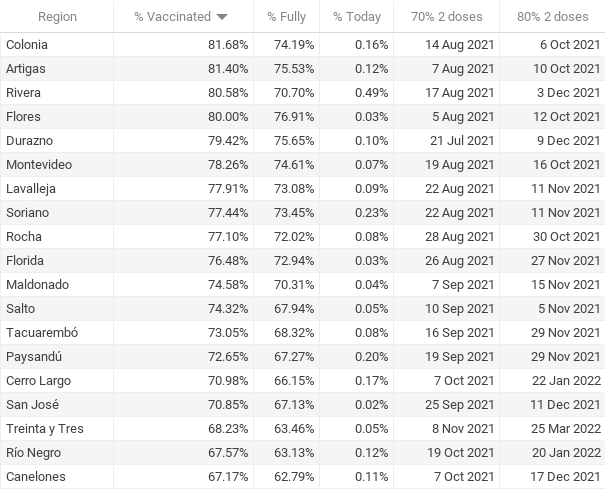 Region % Vaccinated % Fully % Today 70% 2 doses 80% 2 doses
Colonia 81.68% 74.19% 0.16% 14 Aug 2021 6 Oct 2021
Artigas 81.40% 75.53% 0.12% 7 Aug 2021 10 Oct 2021
Rivera 80.58% 70.70% 0.49% 17 Aug 2021 3 Dec 2021
Flores 80.00% 76.91% 0.03% 5 Aug 2021 12 Oct 2021
Durazno 79.42% 75.65% 0.10% 21 Jul 2021 9 Dec 2021
Montevideo 78.26% 74.61% 0.07% 19 Aug 2021 16 Oct 2021
Lavalleja 77.91% 73.08% 0.09% 22 Aug 2021 11 Nov 2021
Soriano 77.44% 73.45% 0.23% 22 Aug 2021 11 Nov 2021
Rocha 77.10% 72.02% 0.08% 28 Aug 2021 30 Oct 2021
Florida 76.48% 72.94% 0.03% 26 Aug 2021 27 Nov 2021
Maldonado 74.58% 70.31% 0.04% 7 Sep 2021 15 Nov 2021
Salto 74.32% 67.94% 0.05% 10 Sep 2021 5 Nov 2021
Tacuarembó 73.05% 68.32% 0.08% 16 Sep 2021 29 Nov 2021
Paysandú 72.65% 67.27% 0.20% 19 Sep 2021 29 Nov 2021
Cerro Largo 70.98% 66.15% 0.17% 7 Oct 2021 22 Jan 2022
San José 70.85% 67.13% 0.02% 25 Sep 2021 11 Dec 2021
Treinta y Tres 68.23% 63.46% 0.05% 8 Nov 2021 25 Mar 2022
Río Negro 67.57% 63.13% 0.12% 19 Oct 2021 20 Jan 2022
Canelones 67.17% 62.79% 0.11% 7 Oct 2021 17 Dec 2021